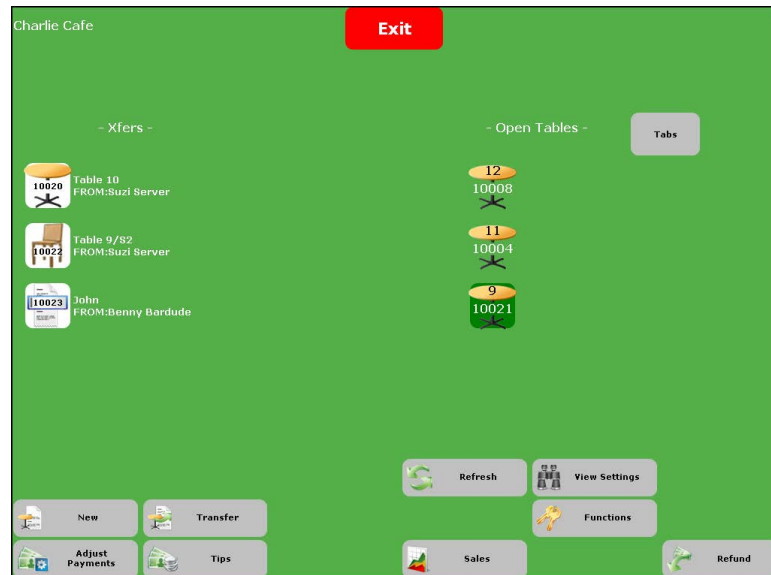 Charlie Cafe
Exit
- Xfers -
- Open Tables -
Tabs
10020
Table 10
FROM:Suzi Server
12
10008
10022
Table 9/S2
FROM:Suzi Server
11
10004
10023
John
FROM:Benny Bardude
9
10021
Refresh
View Settings
New
Transfer
Functions
Adjust
Payments
Tips
Sales
Refund